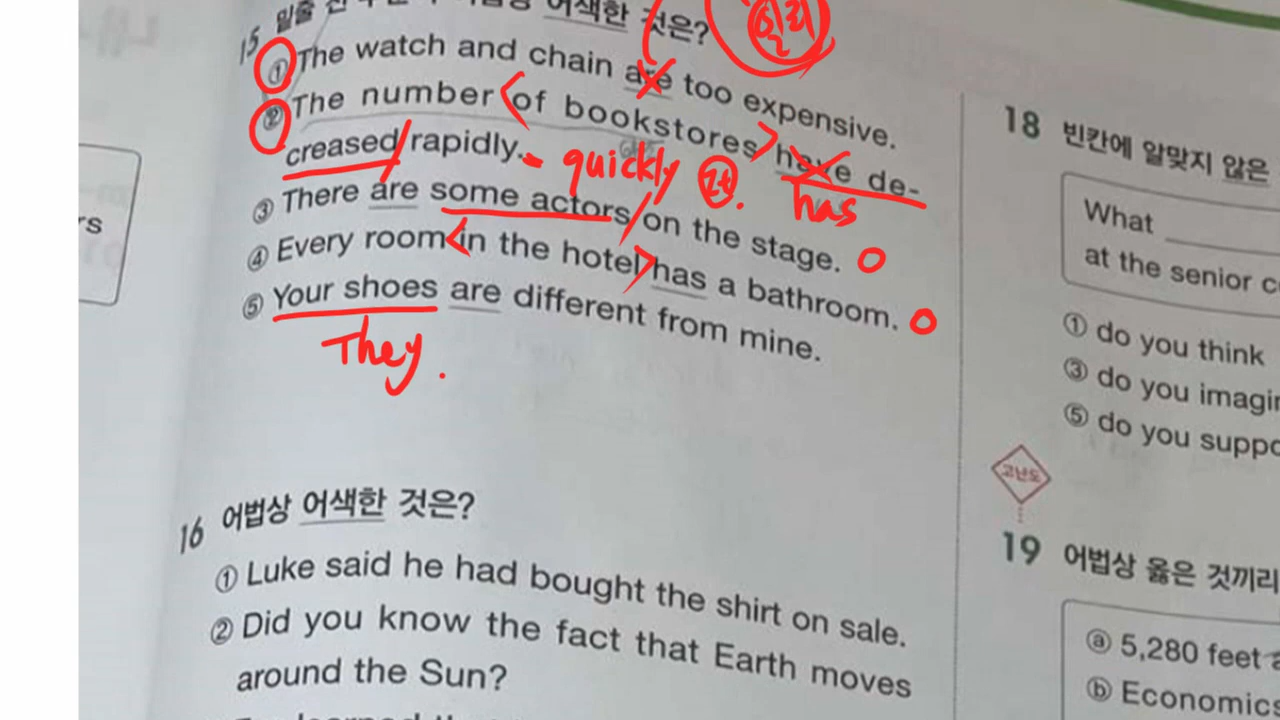 15 밑줄 어색한 것은?
일치
① The watch and chain are too expensive.
② The number of bookstores have de-
creased rapidly. quickly has
③ There are some actors on the stage.
④ Every room in the hotel has a bathroom.
⑤ Your shoes are different from mine.
They.
16 어법상 어색한 것은?
① Luke said he had bought the shirt on sale.
② Did you know the fact that Earth moves
around the Sun?
rs
18 빈칸에 알맞지 않은
What
at the senior
① do you think
③ do you
⑤ do you
고난도
19 어법상 옳은 것끼리
ⓐ 5,280 feet
ⓑ Economics